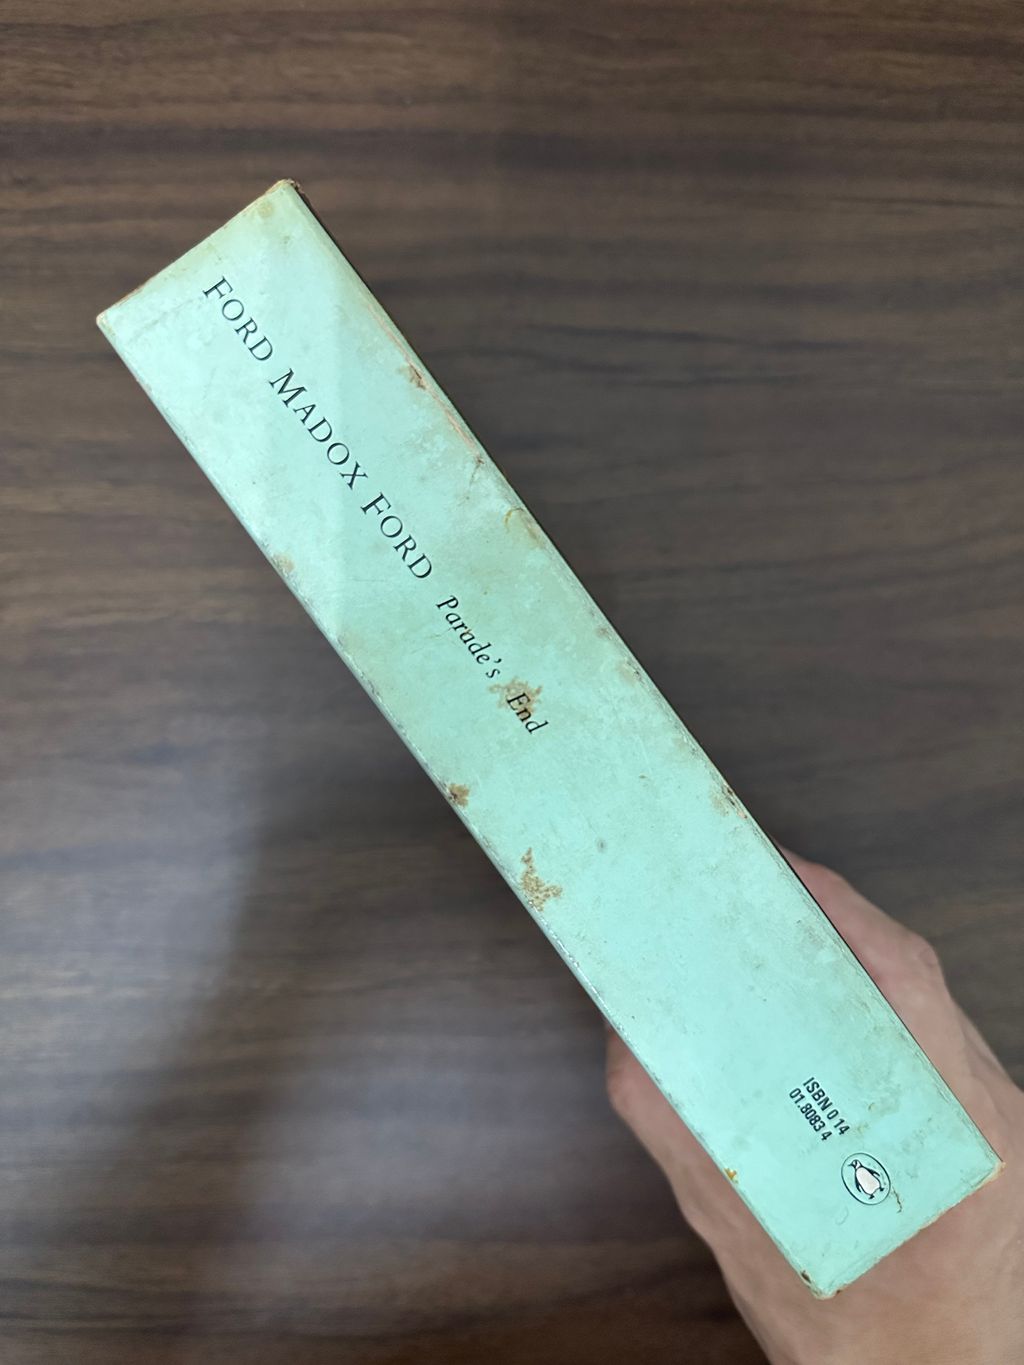 FORD MADOX FORD Parade's End
ISBN 0 14
01.8083 4